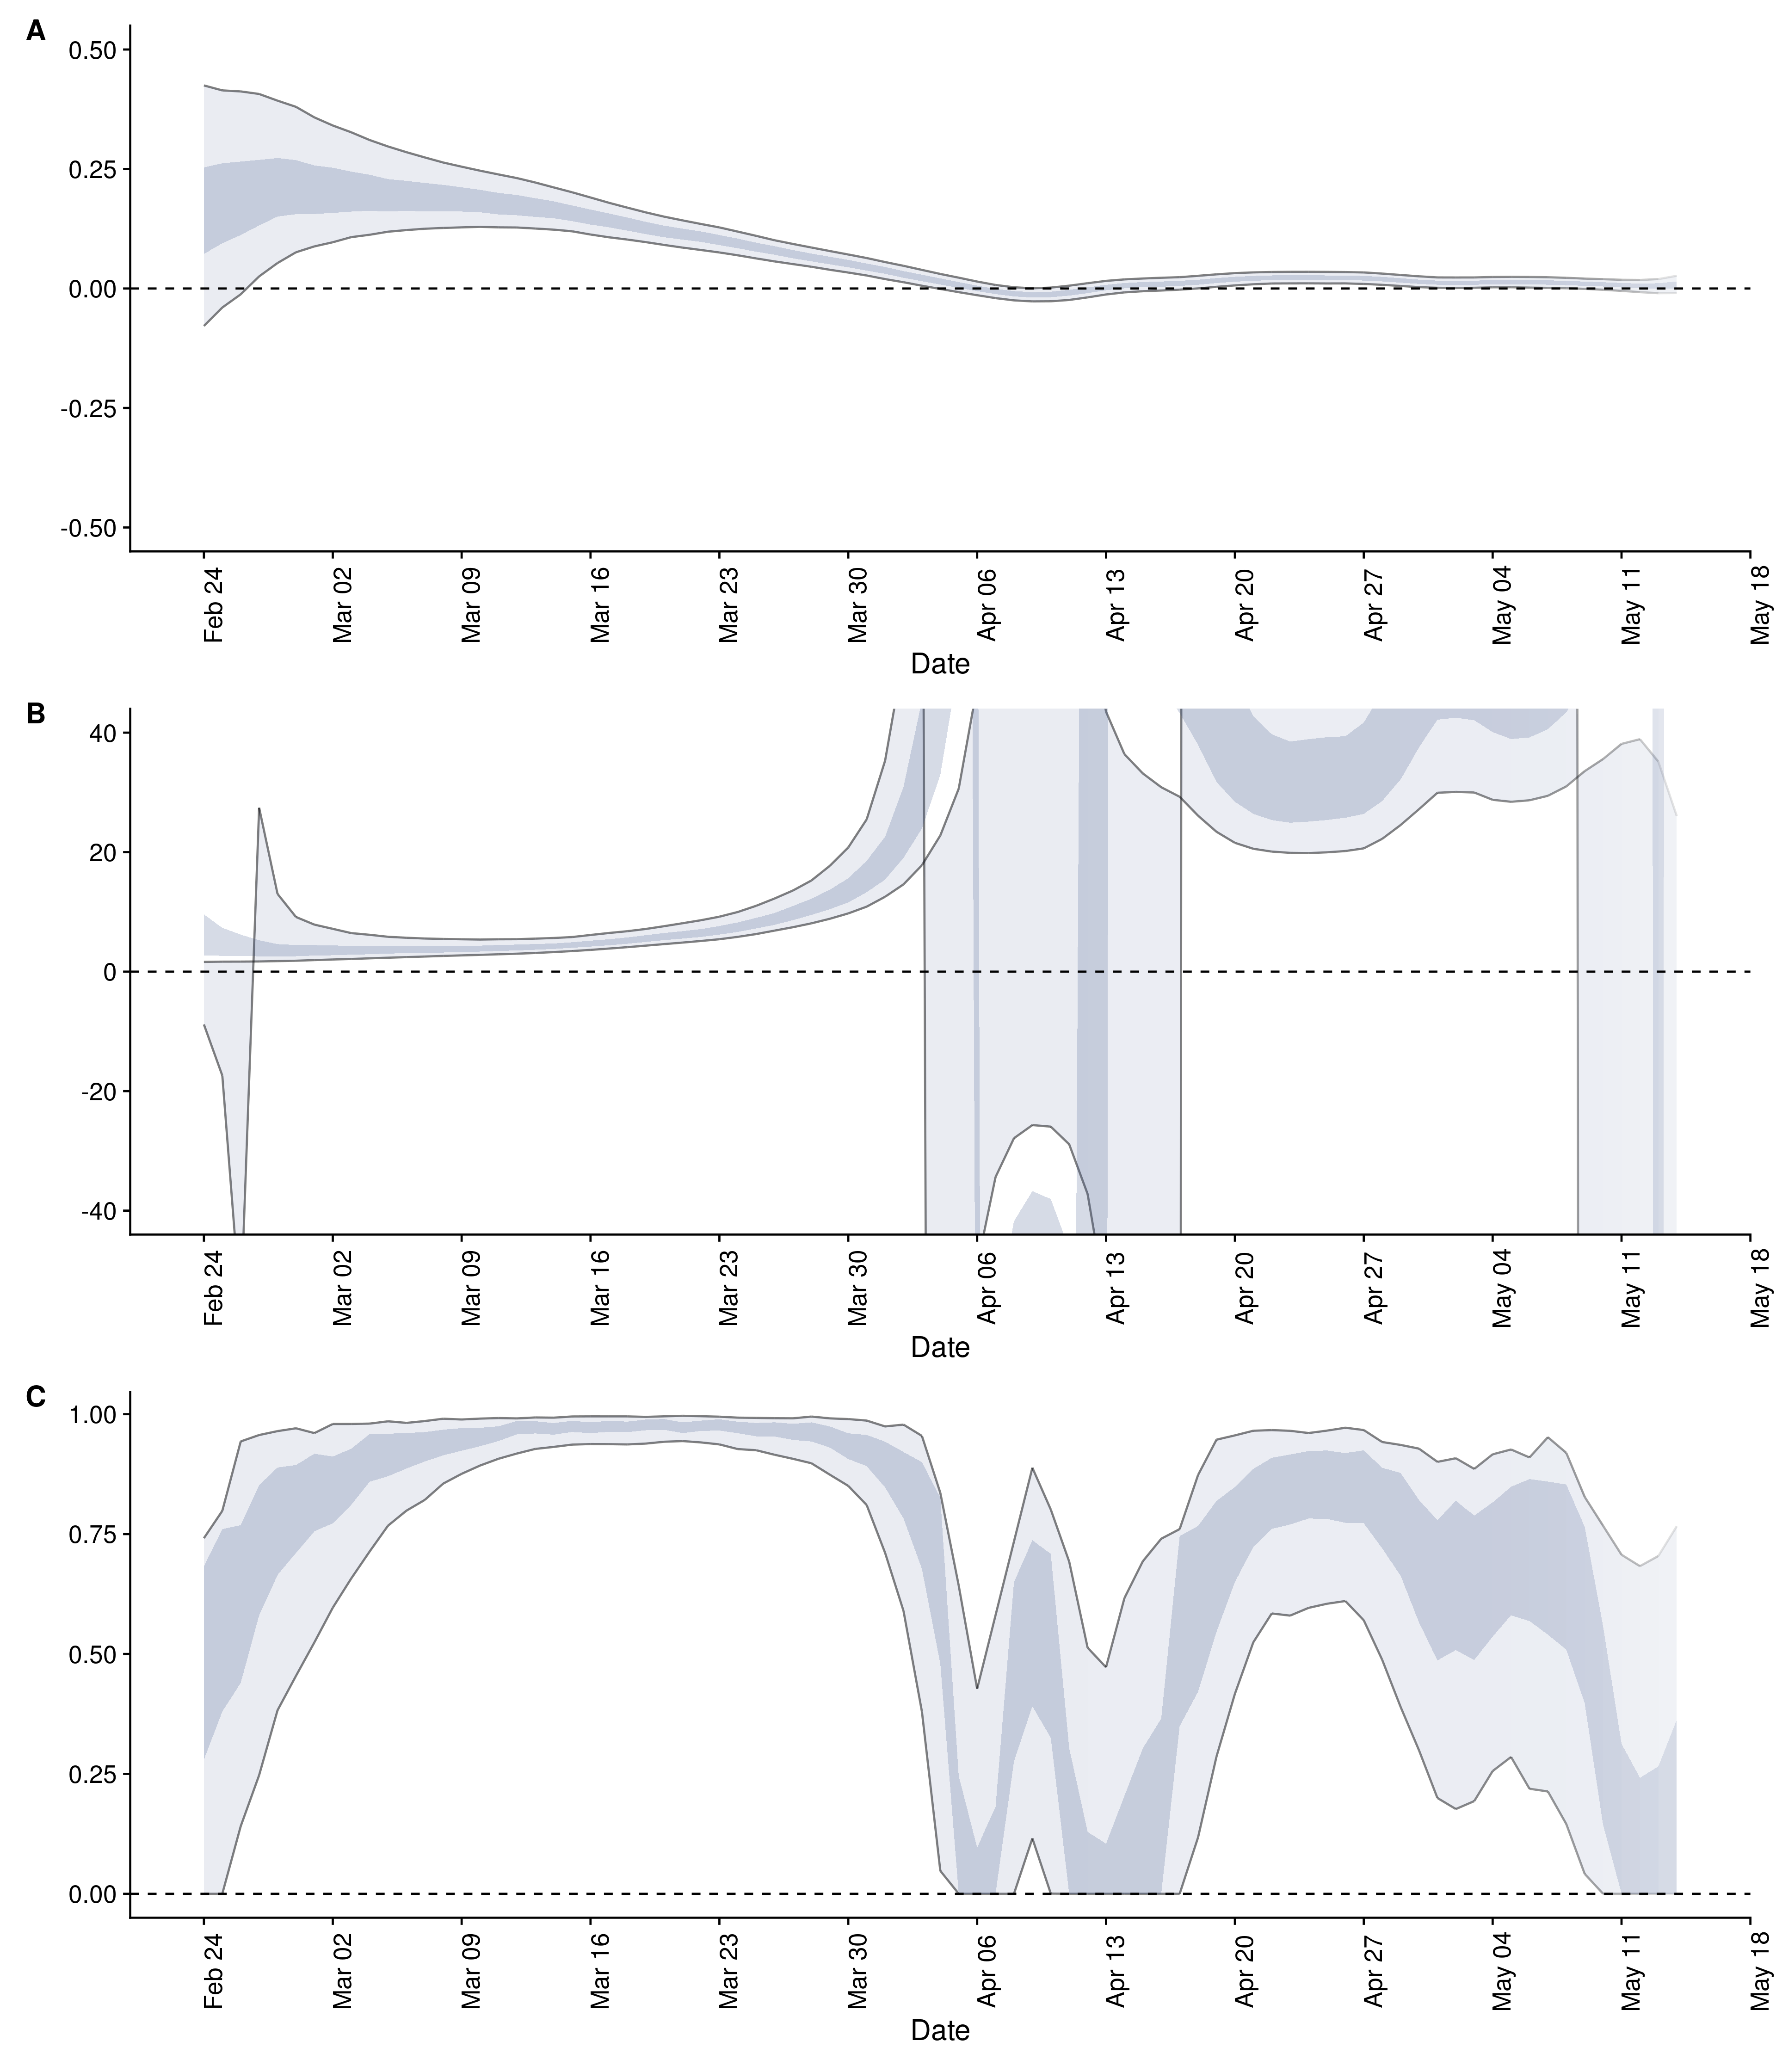 A
0.50
0.25
0.00
-0.25
-0.50
Feb 24
Mar 02
Mar 09
Mar 16
Mar 23
Mar 30
Apr 06
Apr 13
Apr 20
Apr 27
May 04
May 11
May 18
Date
B
40
20
0
-20
-40
Feb 24
Mar 02
Mar 09
Mar 16
Mar 23
Mar 30
Apr 06
Apr 13
Apr 20
Apr 27
May 04
May 11
May 18
Date
C
1.00
0.75
0.50
0.25
0.00
Feb 24
Mar 02
Mar 09
Mar 16
Mar 23
Mar 30
Apr 06
Apr 13
Apr 20
Apr 27
May 04
May 11
May 18
Date